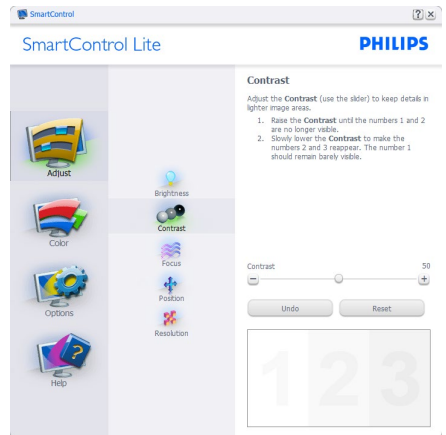 SmartControl
SmartControl Lite
PHILIPS
Adjust
Color
Options
Help
Brightness
Contrast
Focus
Position
Resolution
Contrast
Adjust the Contrast (use the slider) to keep details in
lighter image areas.
1. Raise the Contrast until the numbers 1 and 2
are no longer visible.
2. Slowly lower the Contrast to make the
numbers 2 and 3 reappear. The number 1
should remain barely visible.
Contrast 50
Undo Reset
1 2 3